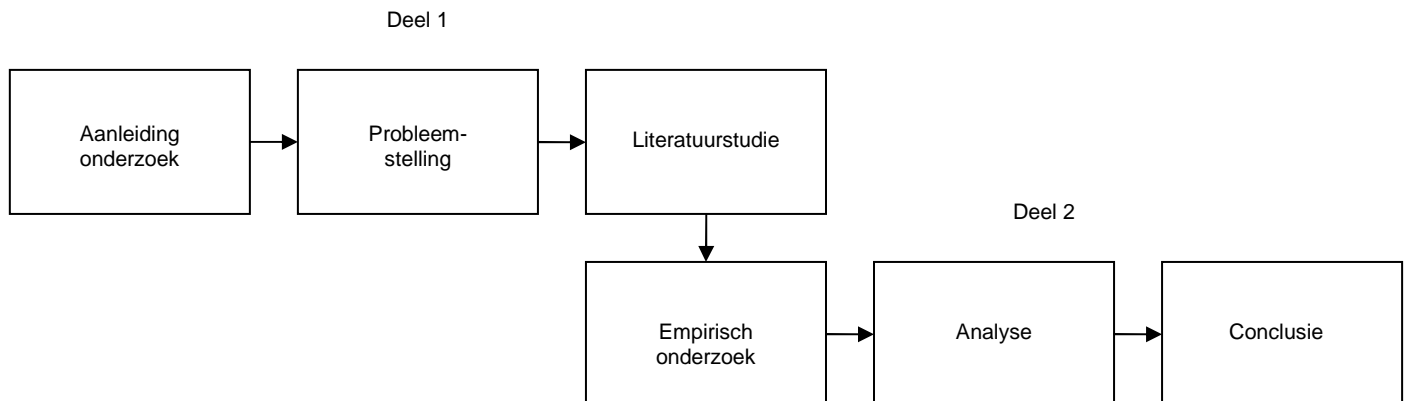 Deel 1
Aanleiding
onderzoek
Probleem-
stelling
Literatuurstudie
Deel 2
Empirisch
onderzoek
Analyse
Conclusie